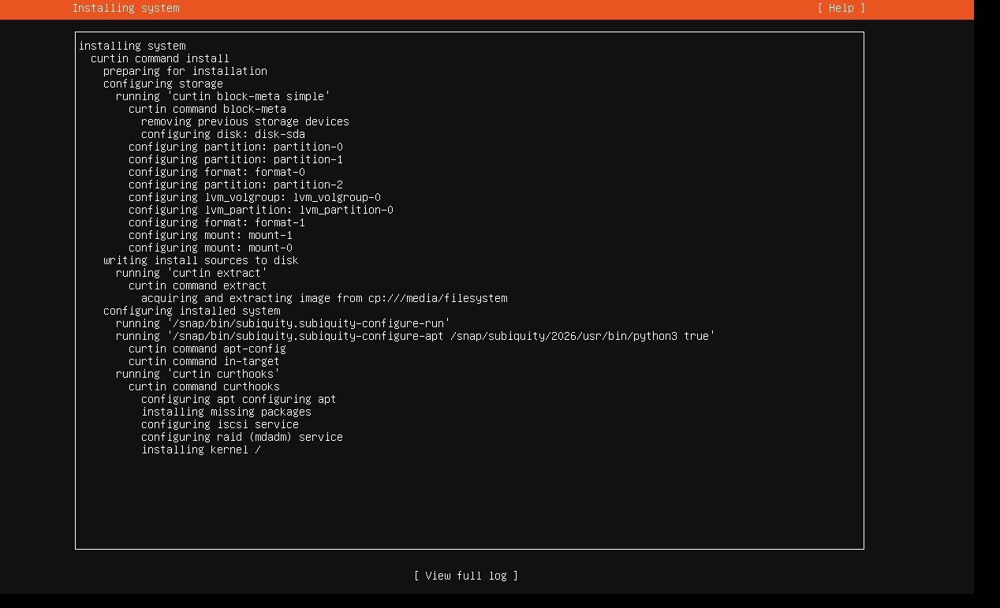 Installing system [ Help ]
installing system
curtin command install
preparing for installation
configuring storage
running 'curtin block-meta simple'
curtin command block-meta
removing previous storage devices
configuring disk: disk-sda
configuring partition: partition-0
configuring partition: partition-1
configuring format: format-0
configuring partition: partition-2
configuring lvm_volgroup: lvm_volgroup-0
configuring lvm_partition: lvm_partition-0
configuring format: format-1
configuring mount: mount-1
configuring mount: mount-0
writing install sources to disk
running 'curtin extract'
curtin command extract
acquiring and extracting image from cp:///media/filesystem
configuring installed system
running '/snap/bin/subiquity.subiquity-configure-run'
running '/snap/bin/subiquity.subiquity-configure-apt /snap/subiquity/2026/usr/bin/python3 true'
curtin command apt-config
curtin command in-target
running 'curtin curthooks'
curtin command curthooks
configuring apt configuring apt
installing missing packages
configuring iscsi service
configuring raid (mdadm) service
installing kernel /
[ View full log ]